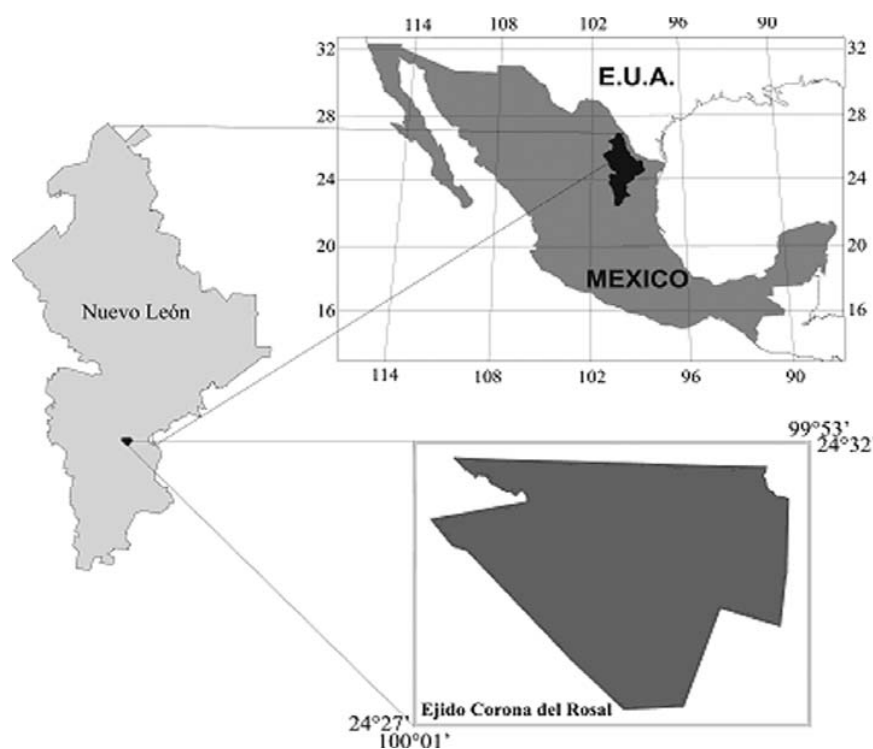 114 108 102 96 90
32 32
E.U.A.
28 28
24 24
20 20
MEXICO
16 16
114 108 102 96 90
Nuevo León
99°53'
24°32'
Ejido Corona del Rosal
24°27'
100°01'